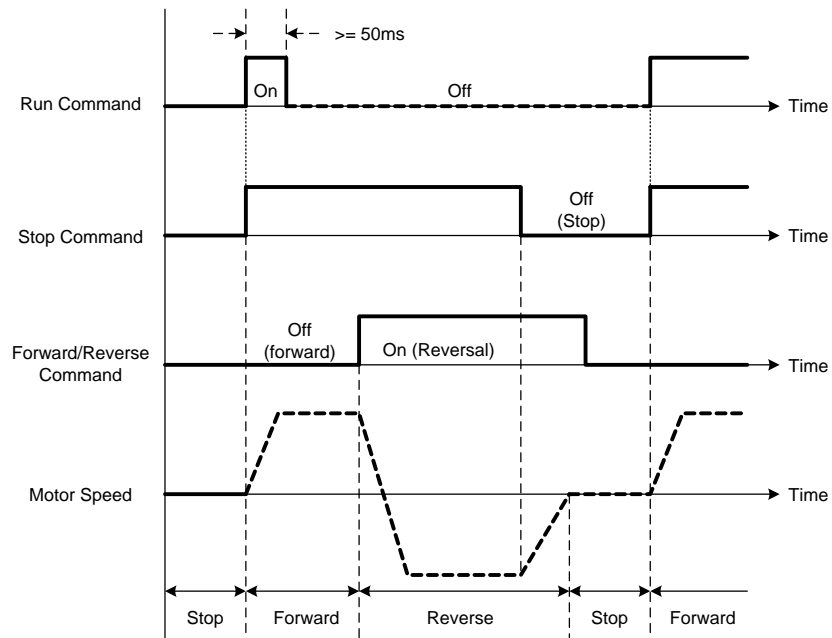 >= 50ms
On
Off
Run Command
Time
Off
(Stop)
Stop Command
Time
Off
(forward)
On (Reversal)
Forward/Reverse
Command
Time
Motor Speed
Time
Stop
Forward
Reverse
Stop
Forward